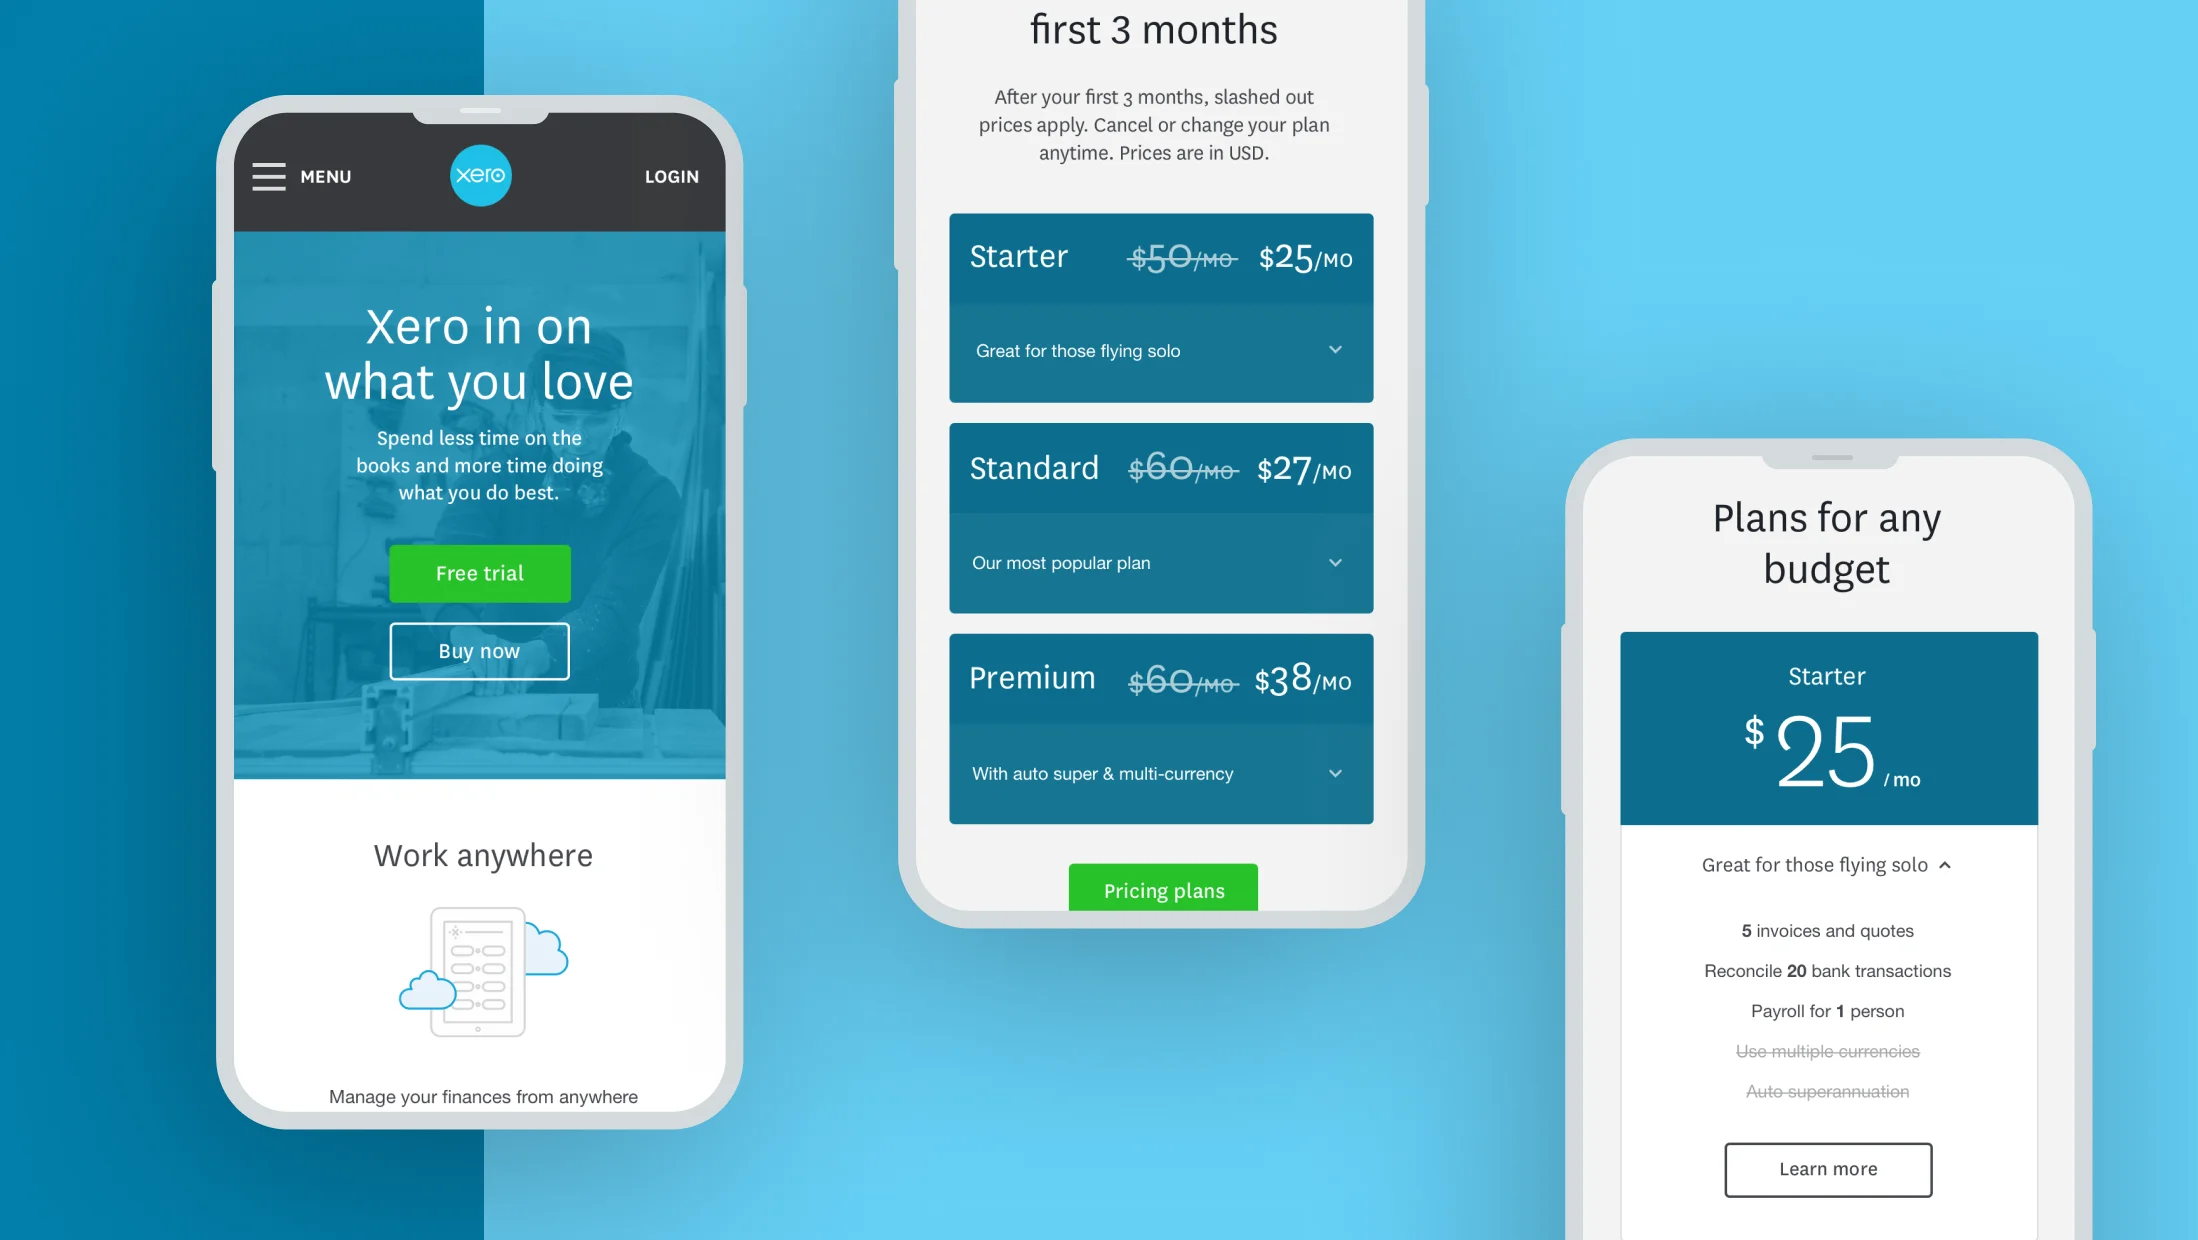 MENU
xero
LOGIN
Xero in on
what you love
Spend less time on the
books and more time doing
what you do best.
Free trial
Buy now
Work anywhere
Manage your finances from anywhere
first 3 months
After your first 3 months, slashed out
prices apply. Cancel or change your plan
anytime. Prices are in USD.
Starter $50/MO $25/MO
Great for those flying solo
Standard $60/MO $27/MO
Our most popular plan
Premium $60/MO $38/MO
With auto super & multi-currency
Pricing plans
Plans for any
budget
Starter
$25/mo
Great for those flying solo
5 invoices and quotes
Reconcile 20 bank transactions
Payroll for 1 person
Use multiple currencies
Auto superannuation
Learn more